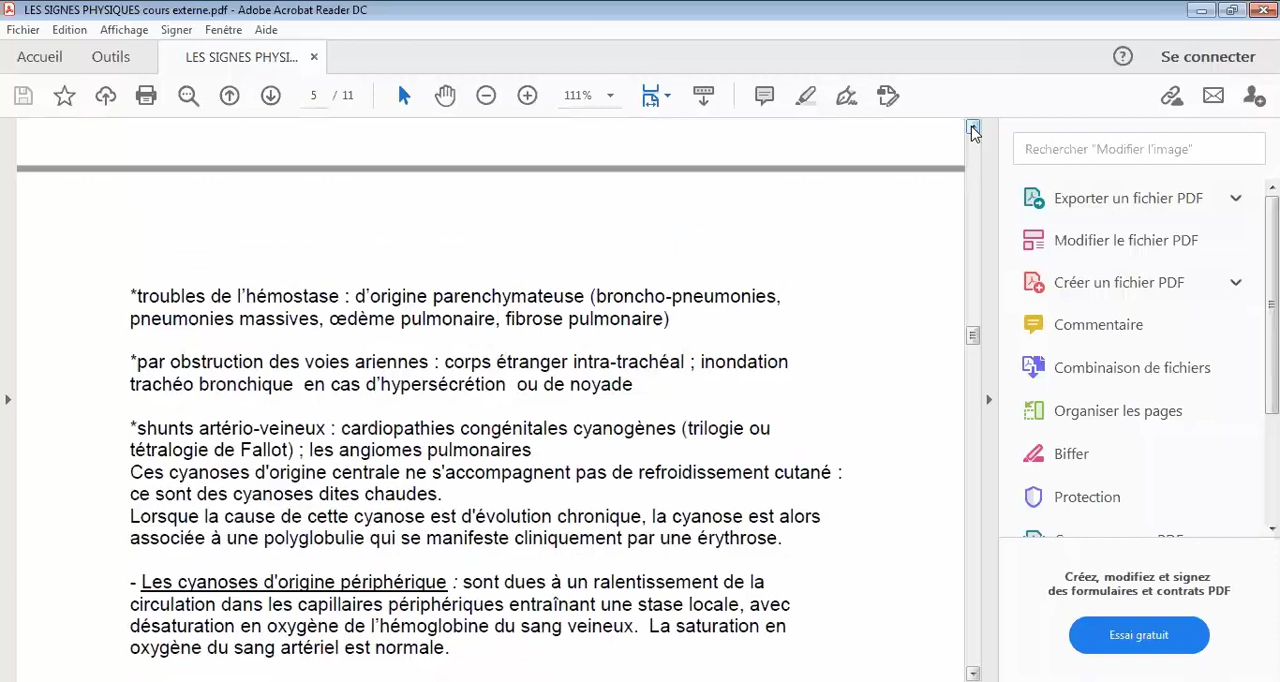 LES SIGNES PHYSIQUES cours externe.pdf - Adobe Acrobat Reader DC
Fichier Edition Affichage Signer Fenêtre Aide
Accueil Outils LES SIGNES PHYSI... × Se connecter
5 / 11 111%
Rechercher "Modifier l'image"
Exporter un fichier PDF
Modifier le fichier PDF
Créer un fichier PDF
Commentaire
Combinaison de fichiers
Organiser les pages
Biffer
Protection
Créez, modifiez et signez
des formulaires et contrats PDF
Essai gratuit
*troubles de l’hémostase : d’origine parenchymateuse (broncho-pneumonies,
pneumonies massives, œdème pulmonaire, fibrose pulmonaire)
*par obstruction des voies ariennes : corps étranger intra-trachéal ; inondation
trachéo bronchique en cas d’hypersécrétion ou de noyade
*shunts artério-veineux : cardiopathies congénitales cyanogènes (trilogie ou
tétralogie de Fallot) ; les angiomes pulmonaires
Ces cyanoses d'origine centrale ne s'accompagnent pas de refroidissement cutané :
ce sont des cyanoses dites chaudes.
Lorsque la cause de cette cyanose est d'évolution chronique, la cyanose est alors
associée à une polyglobulie qui se manifeste cliniquement par une érythrose.
- Les cyanoses d'origine périphérique : sont dues à un ralentissement de la
circulation dans les capillaires périphériques entraînant une stase locale, avec
désaturation en oxygène de l’hémoglobine du sang veineux. La saturation en
oxygène du sang artériel est normale.